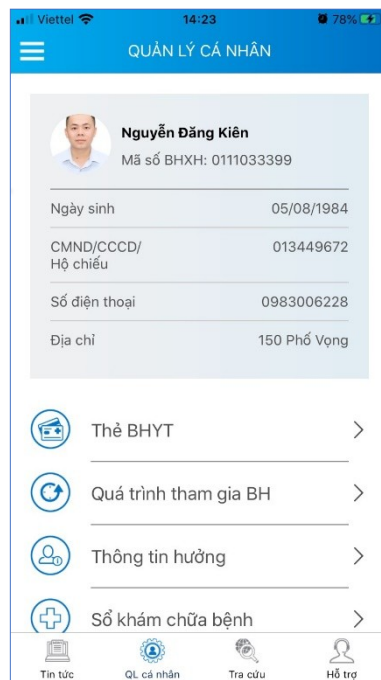 Viettel 14:23 78%
QUẢN LÝ CÁ NHÂN
Nguyễn Đăng Kiên
Mã số BHXH: 0111033399
Ngày sinh 05/08/1984
CMND/CCCD/ 013449672
Hộ chiếu
Số điện thoại 0983006228
Địa chỉ 150 Phố Vọng
Thẻ BHYT
Quá trình tham gia BH
Thông tin hưởng
Sổ khám chữa bệnh
Tin tức QL cá nhân Tra cứu Hỗ trợ